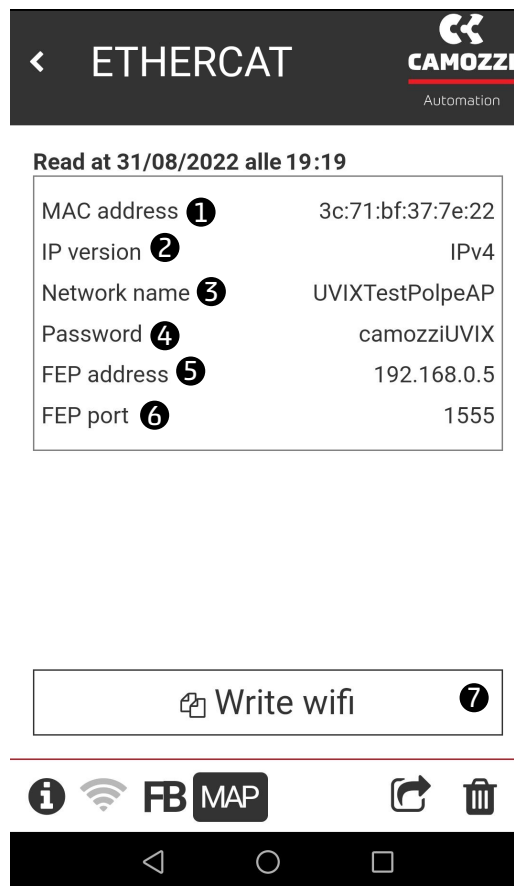 ETHERCAT
CAMOZZI
Automation
Read at 31/08/2022 alle 19:19
MAC address 1 3c:71:bf:37:7e:22
IP version 2 IPv4
Network name 3 UVIXTestPolpeAP
Password 4 camozziUVIX
FEP address 5 192.168.0.5
FEP port 6 1555
Write wifi 7
i FB MAP